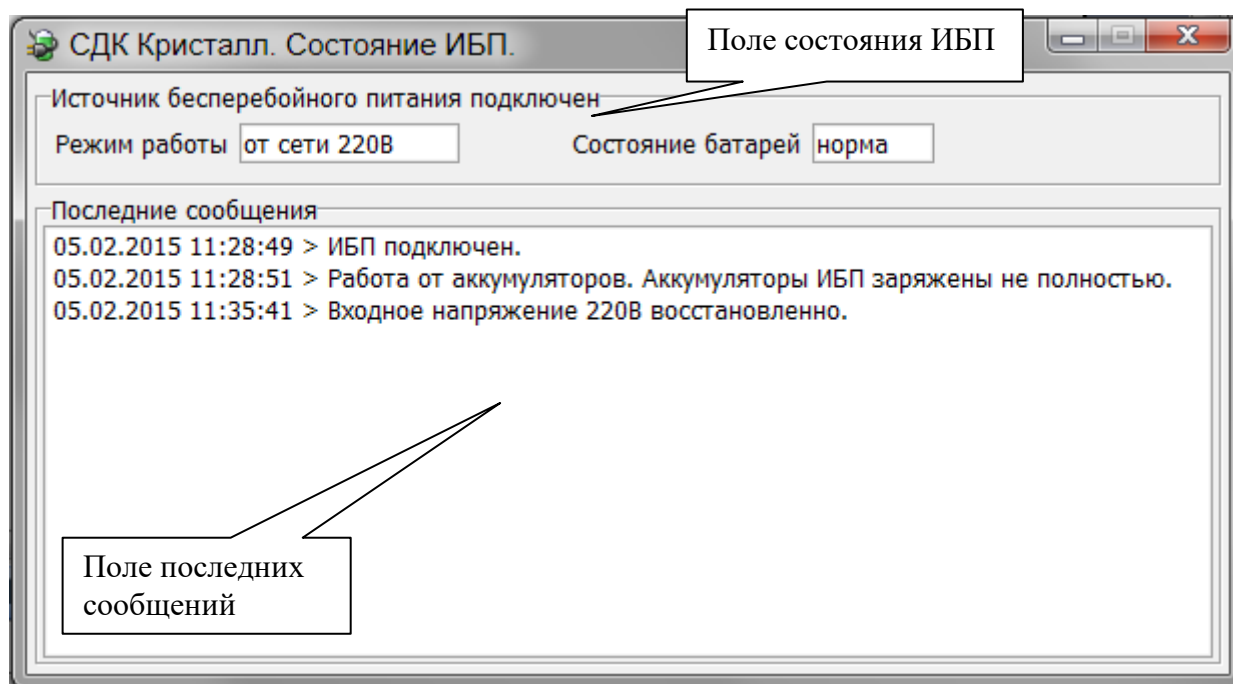 СДК Кристалл. Состояние ИБП.
Поле состояния ИБП
Источник бесперебойного питания подключен
Режим работы от сети 220В Состояние батарей норма
Последние сообщения
05.02.2015 11:28:49 > ИБП подключен.
05.02.2015 11:28:51 > Работа от аккумуляторов. Аккумуляторы ИБП заряжены не полностью.
05.02.2015 11:35:41 > Входное напряжение 220В восстановленно.
Поле последних
сообщений